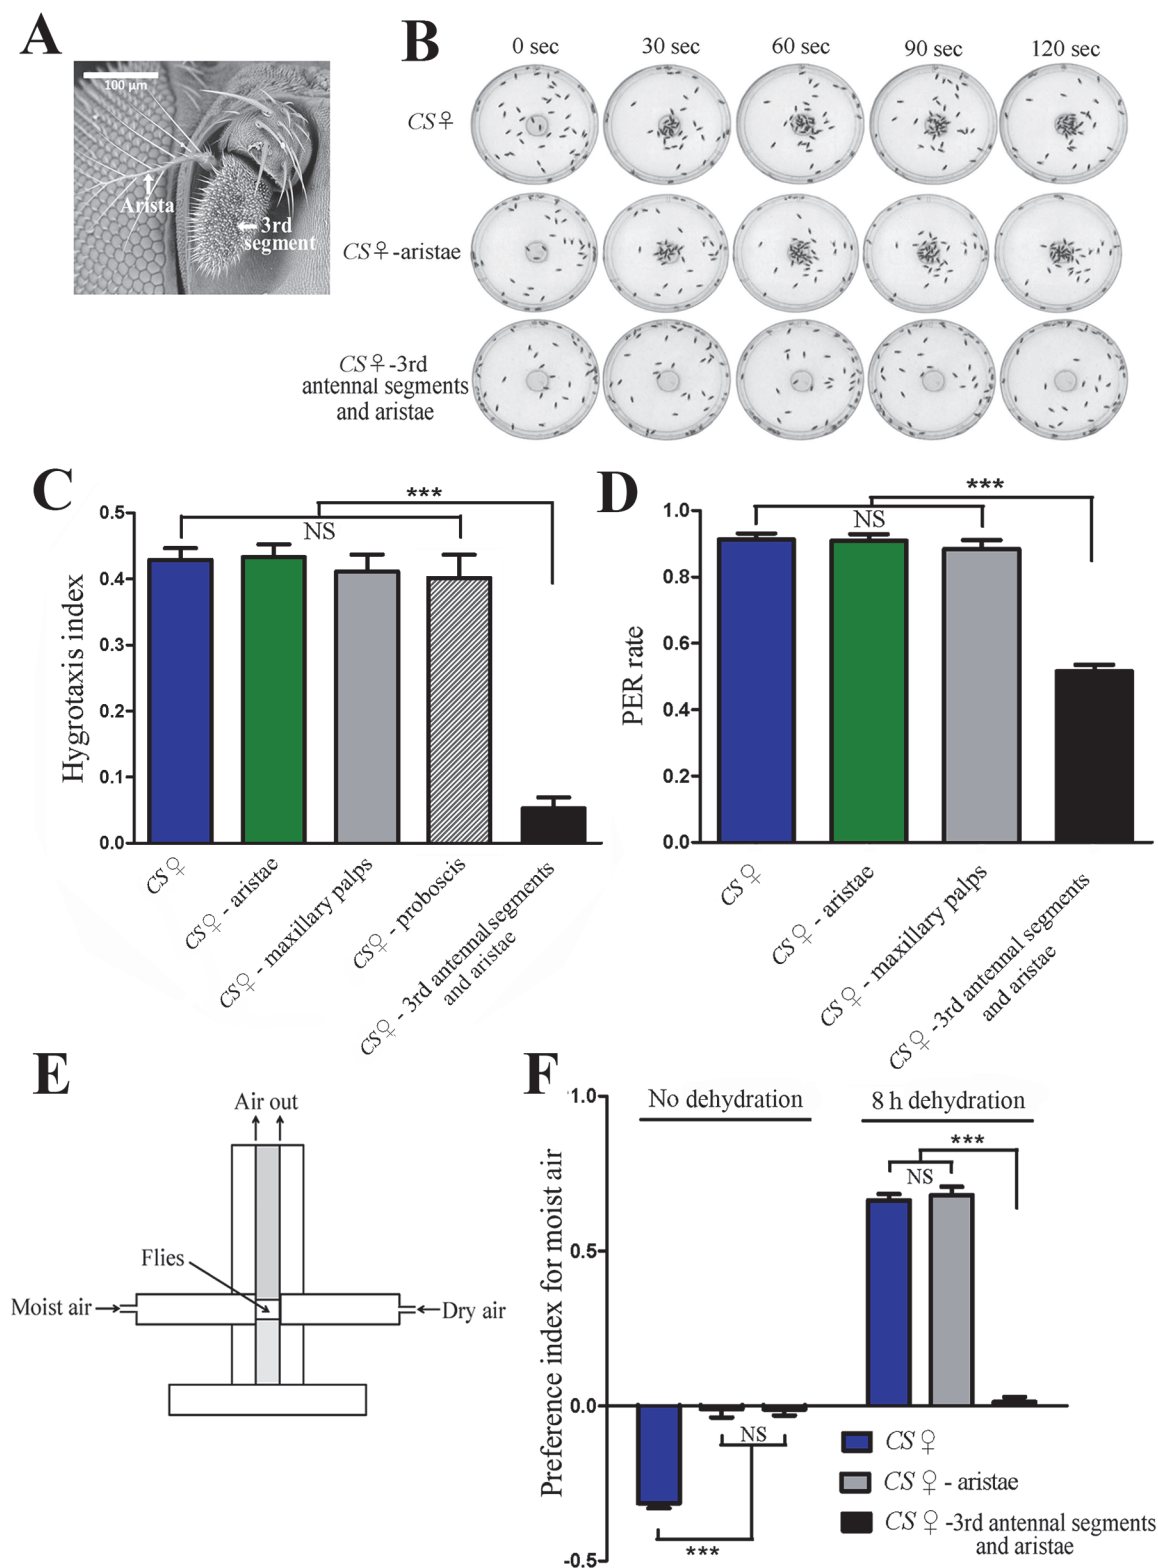 A
100 µm
Arista
3rd
segment
B
0 sec
30 sec
60 sec
90 sec
120 sec
CS♀
CS♀-aristae
CS♀-3rd
antennal segments
and aristae
C
***
NS
Hygrotaxis index
0.5
0.4
0.3
0.2
0.1
0.0
CS♀
CS♀ - aristae
CS♀ - maxillary palps
CS♀ - proboscis
CS♀ - 3rd antennal segments
and aristae
D
***
NS
PER rate
1.0
0.8
0.6
0.4
0.2
0.0
CS♀
CS♀ - aristae
CS♀ - maxillary palps
CS♀ -3rd antennal segments
and aristae
E
Air out
Flies
Moist air
Dry air
F
Preference index for moist air
1.0
0.5
0.0
-0.5
No dehydration
8 h dehydration
***
NS
NS
***
CS ♀
CS ♀ - aristae
CS ♀ -3rd antennal segments
and aristae